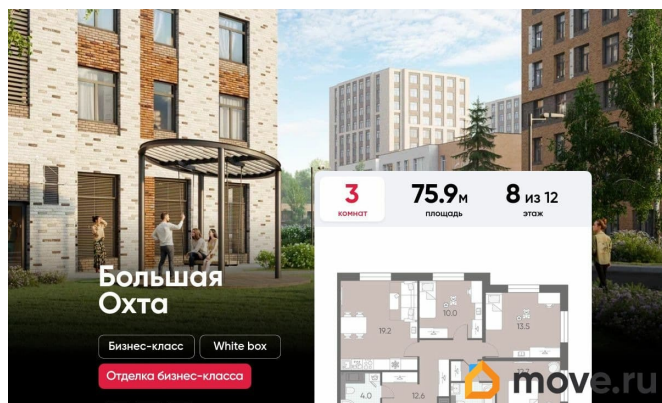 3
комнат
75.9 м
площадь
8 из 12
этаж
Большая
Охта
Бизнес-класс
White box
Отделка бизнес-класса
19.2
10.0
13.5
4.0
12.6
move.ru